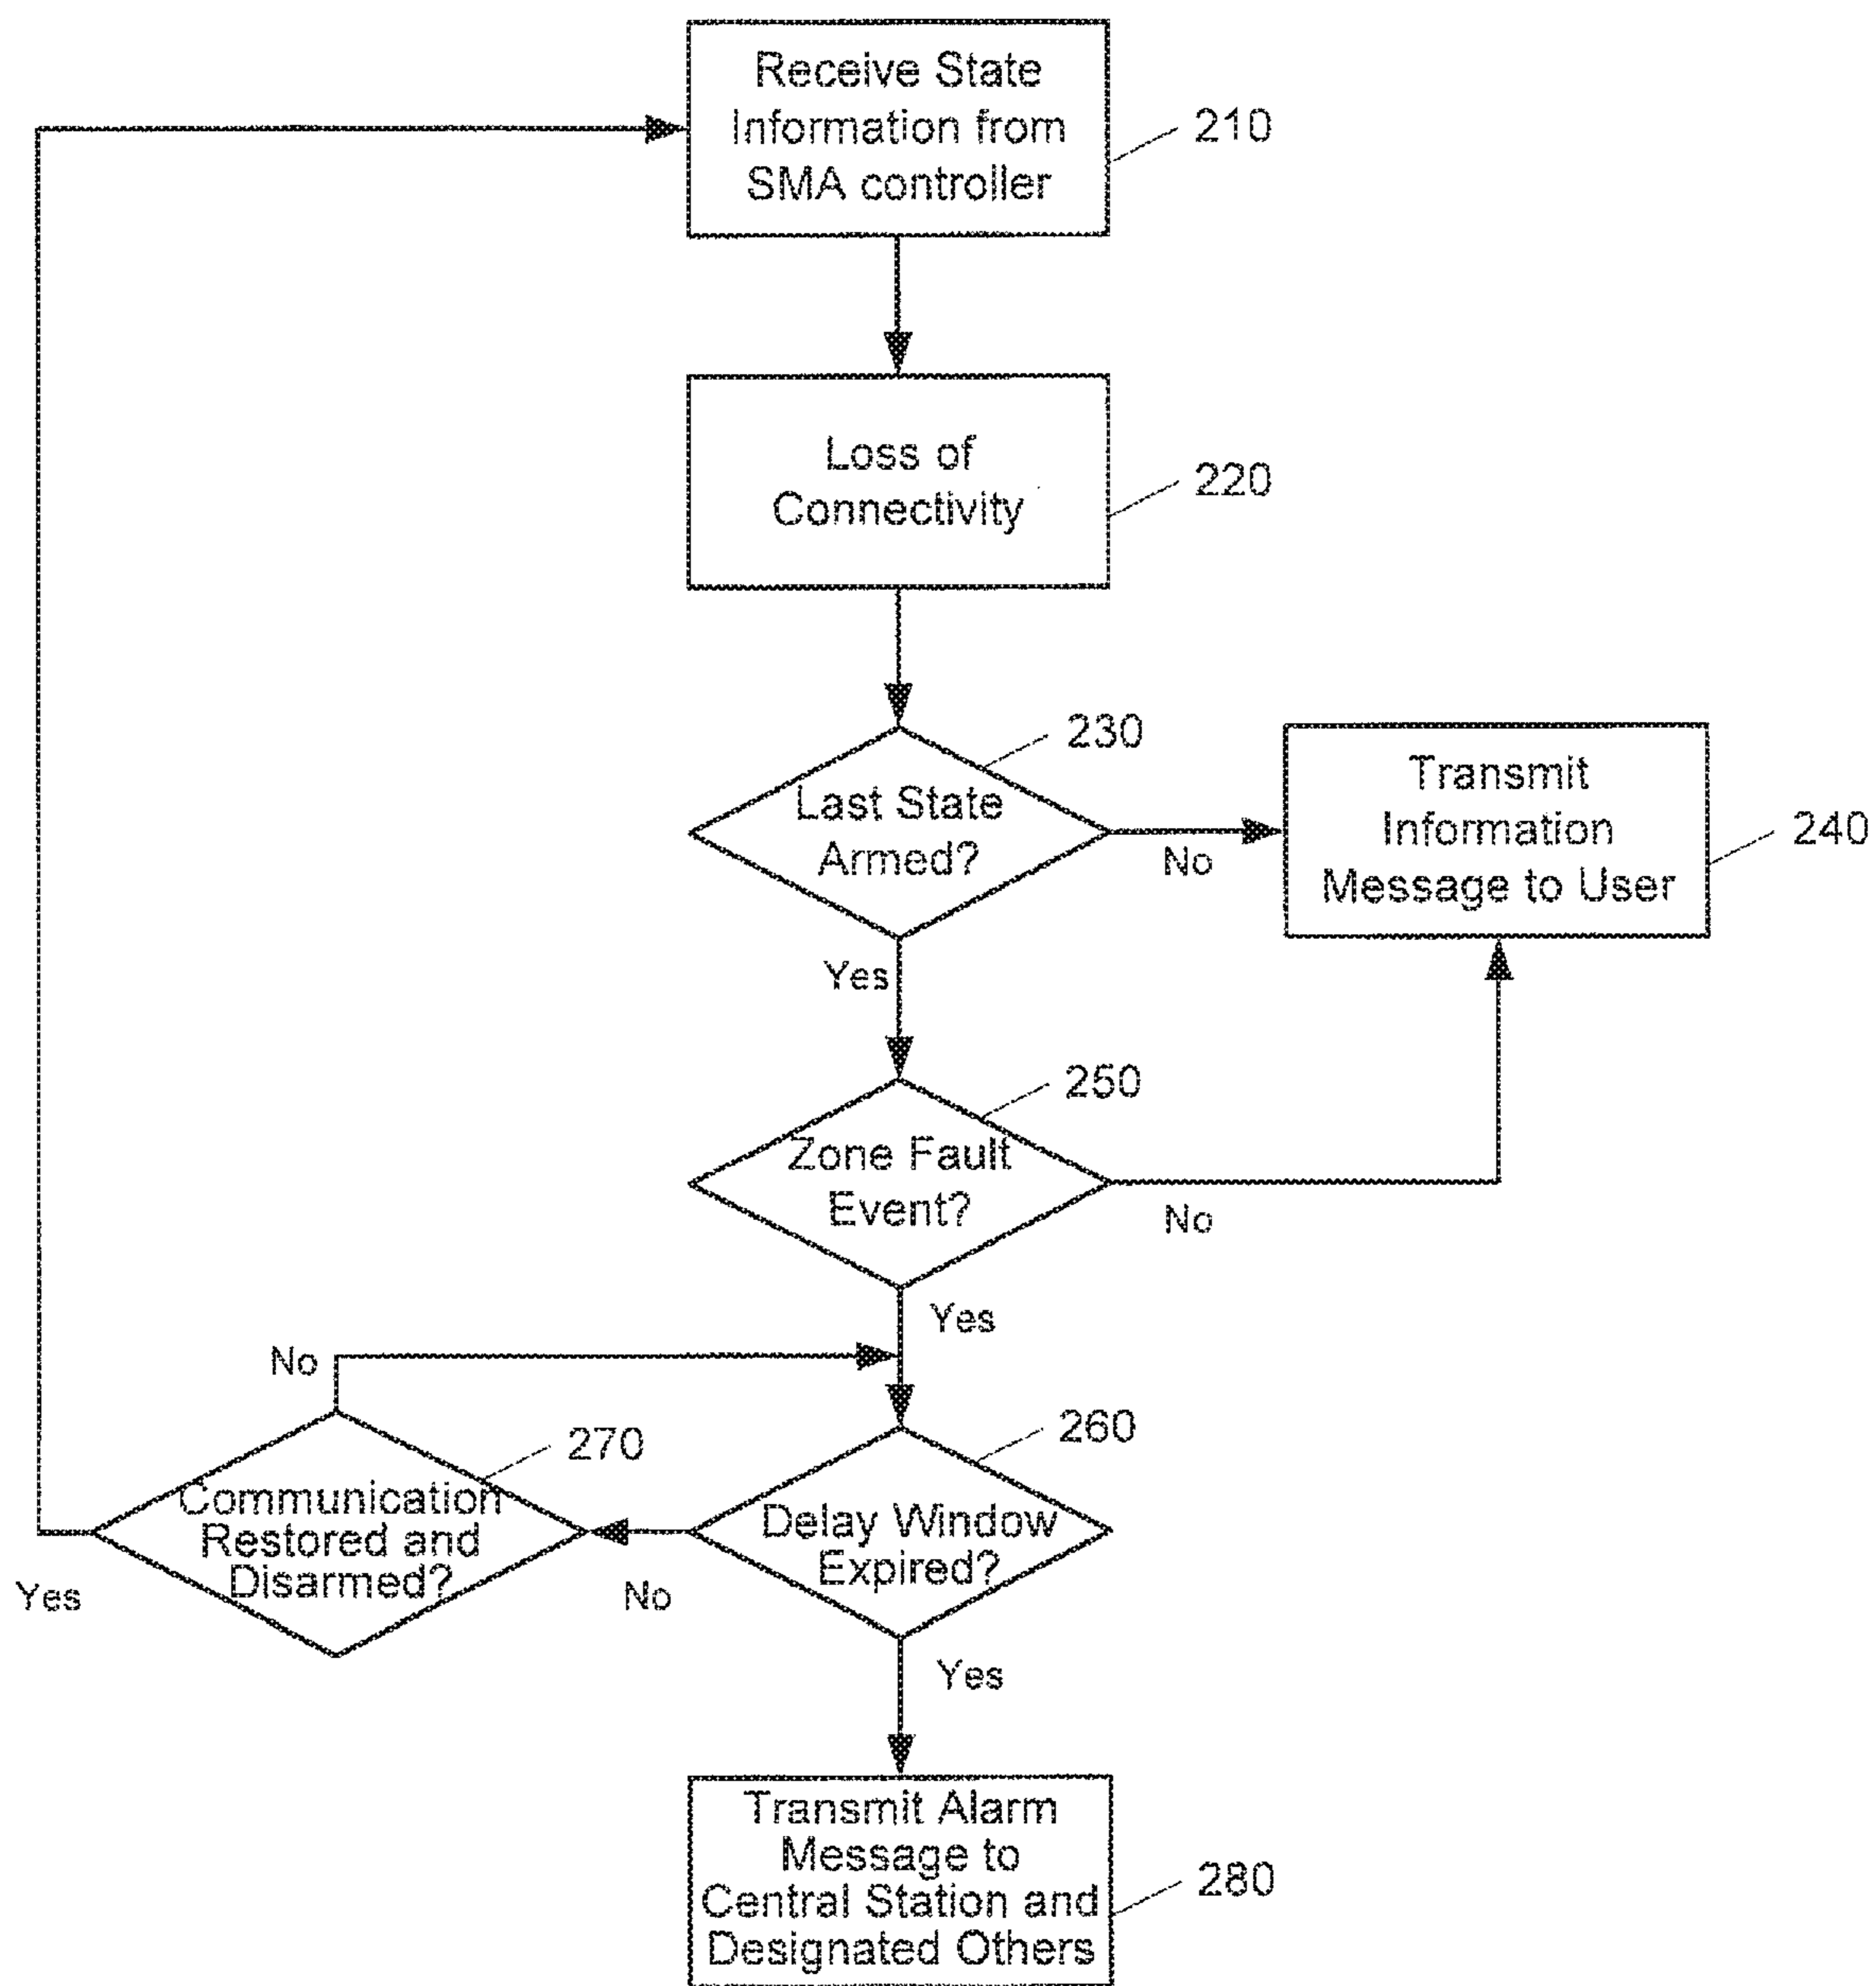 Receive State
Information from
SMA controller
210
Loss of
Connectivity
220
230
Last State
Armed?
No
Transmit
Information
Message to User
240
Yes
250
Zone Fault
Event?
No
Yes
No
270
260
Communication
Restored and
Disarmed?
Delay Window
Expired?
Yes
No
Yes
Transmit Alarm
Message to
Central Station and
Designated Others
280